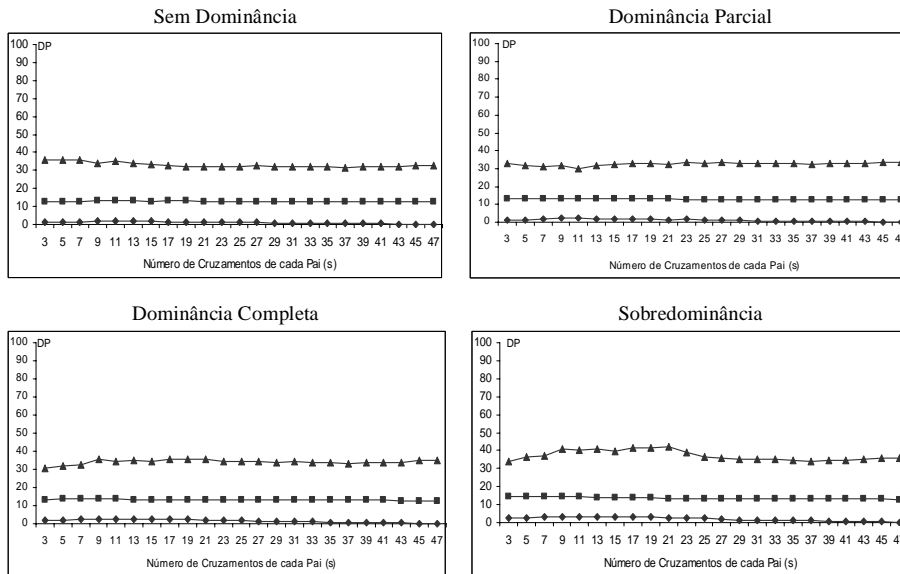 Sem Dominância
DP
100
90
80
70
60
50
40
30
20
10
0
3 5 7 9 11 13 15 17 19 21 23 25 27 29 31 33 35 37 39 41 43 45 47
Número de Cruzamentos de cada Pai (s)
Dominância Parcial
DP
100
90
80
70
60
50
40
30
20
10
0
3 5 7 9 11 13 15 17 19 21 23 25 27 29 31 33 35 37 39 41 43 45
Número de Cruzamentos de cada Pai (s)
Dominância Completa
DP
100
90
80
70
60
50
40
30
20
10
0
3 5 7 9 11 13 15 17 19 21 23 25 27 29 31 33 35 37 39 41 43 45 47
Número de Cruzamentos de cada Pai (s)
Sobredominância
DP
100
90
80
70
60
50
40
30
20
10
0
3 5 7 9 11 13 15 17 19 21 23 25 27 29 31 33 35 37 39 41 43 45
Número de Cruzamentos de cada Pai (s)